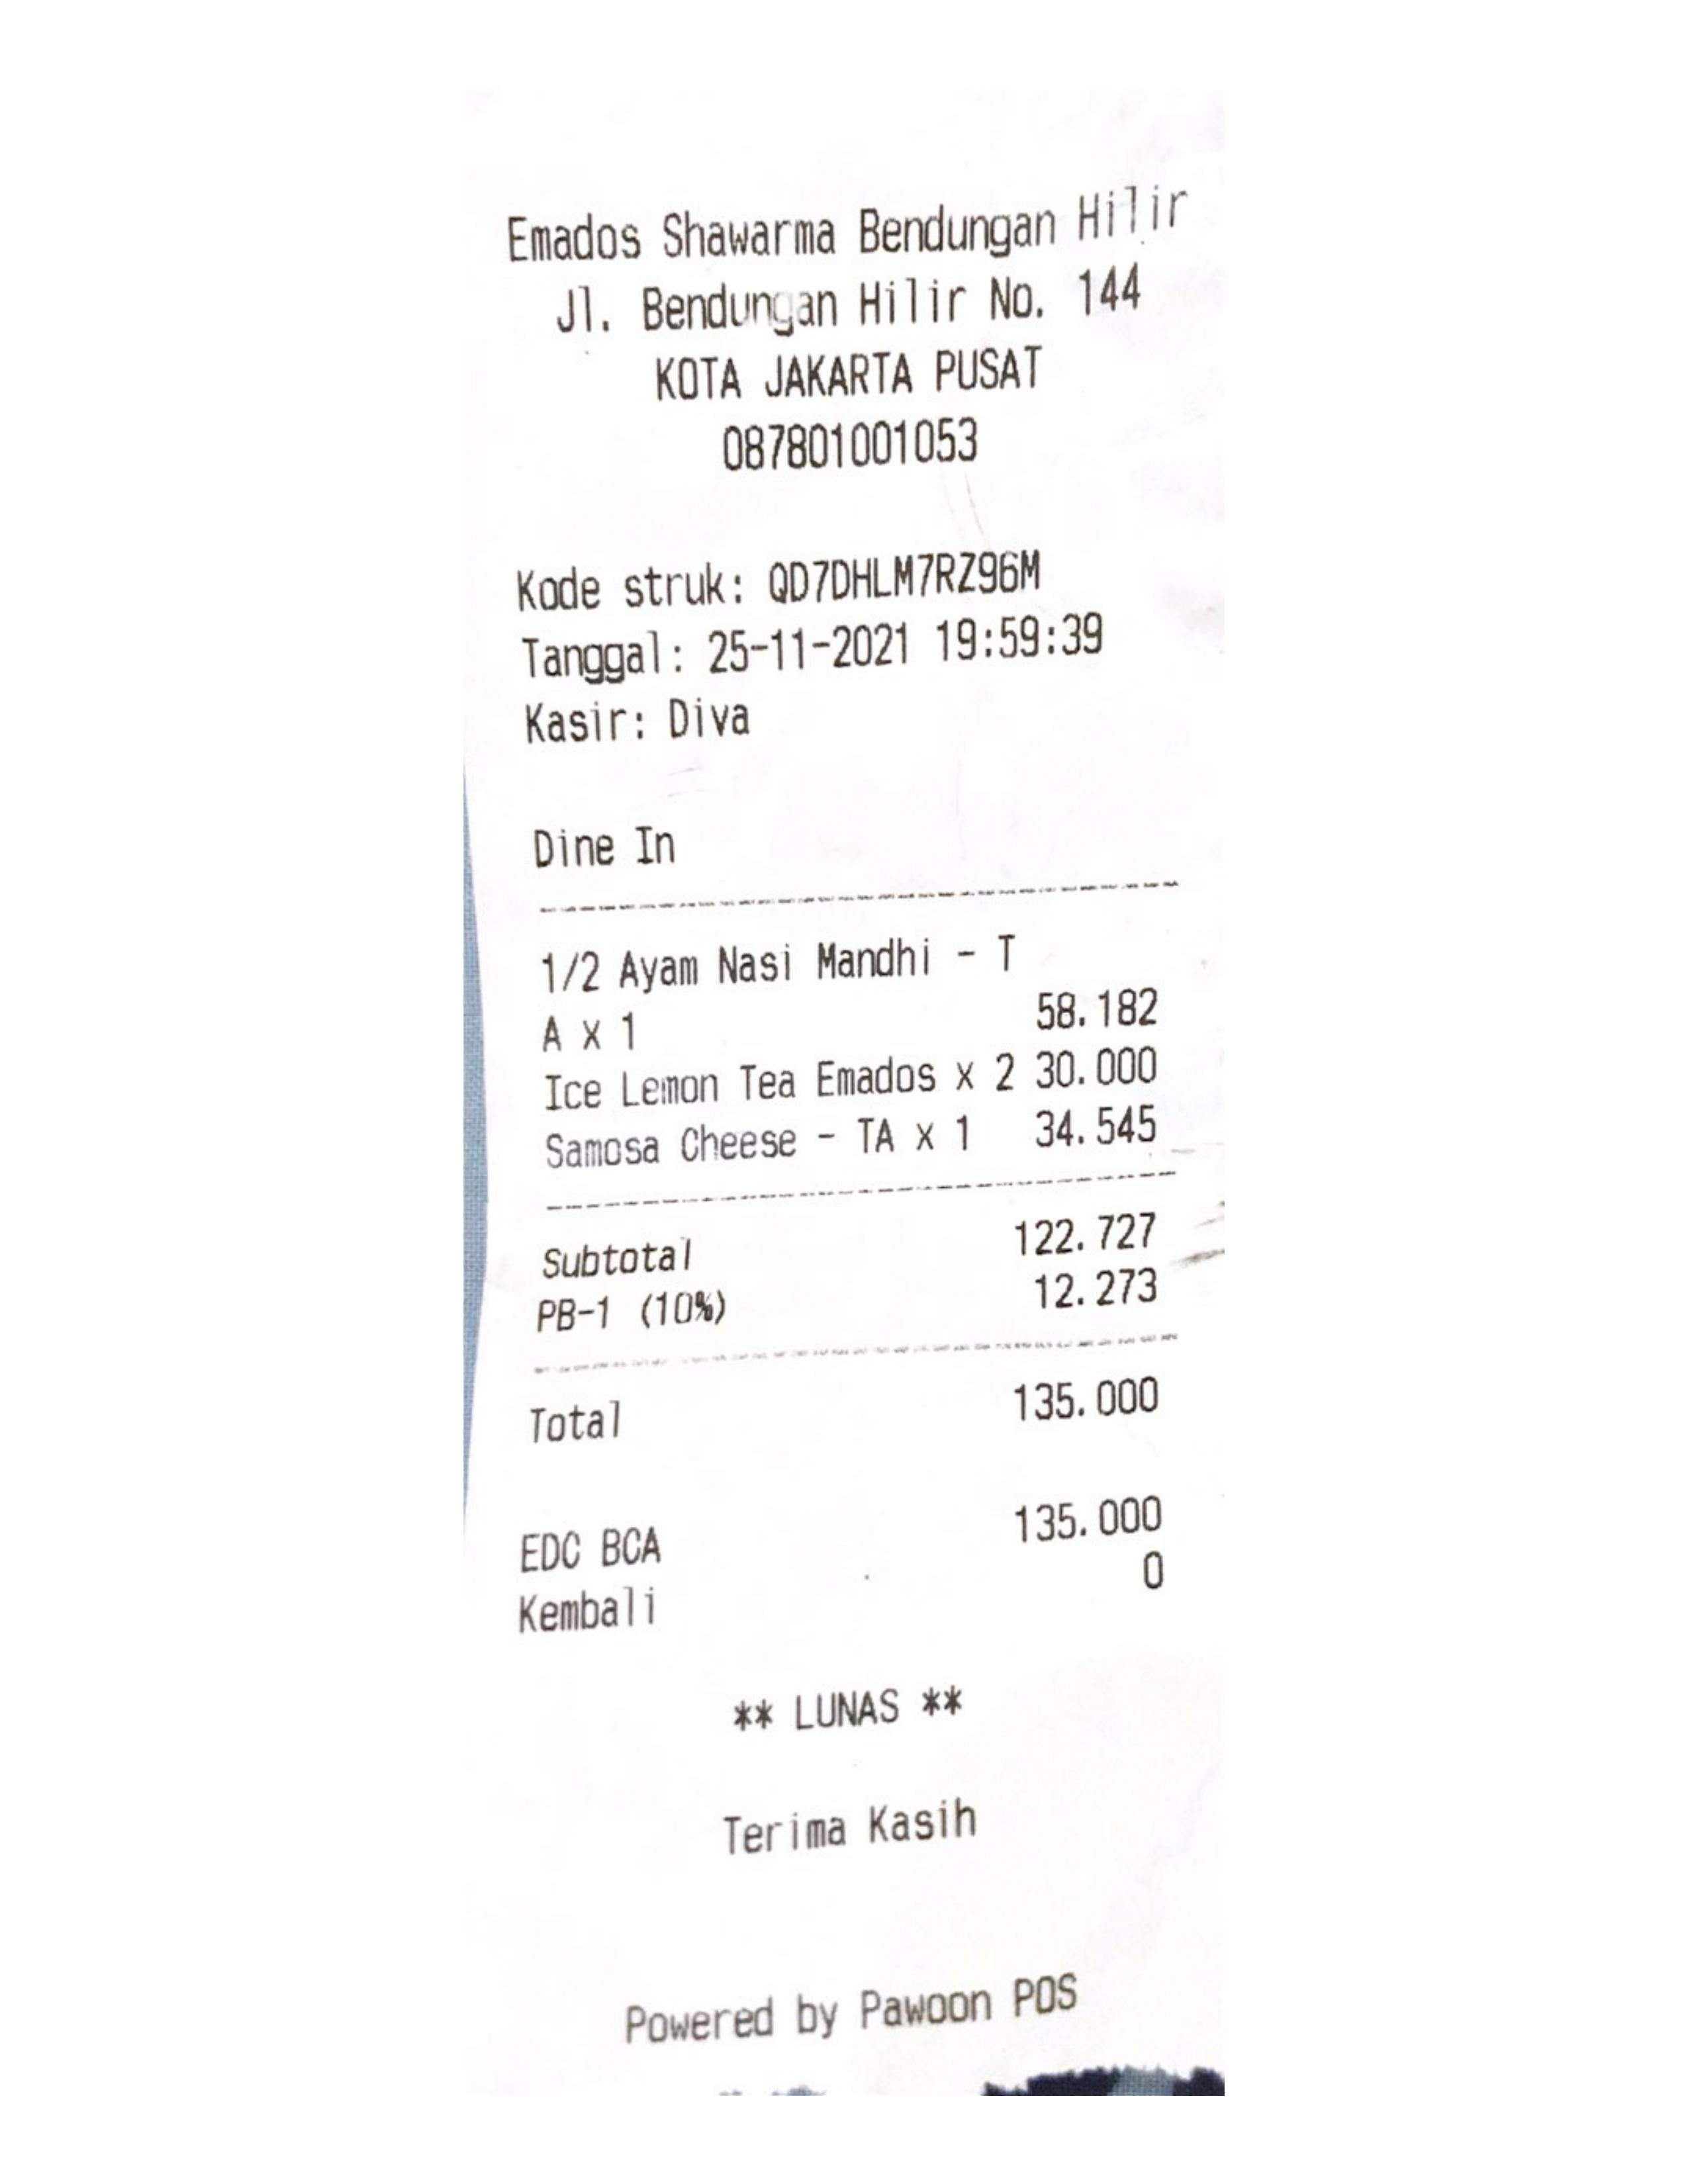 Emados Shawarma Bendungan Hilir
Jl. Bendungan Hilir No. 144
KOTA JAKARTA PUSAT
087801001053
Kode struk: QD7DHLM7RZ96M
Tanggal: 25-11-2021 19:59:39
Kasir: Diva
Dine In
1/2 Ayam Nasi Mandhi - T
A x 1 58.182
Ice Lemon Tea Emados x 2 30.000
Samosa Cheese - TA x 1 34.545
Subtotal 122.727
PB-1 (10%) 12.273
Total 135.000
EDC BCA 135.000
Kembali 0
** LUNAS **
Terima Kasih
Powered by Pawoon POS